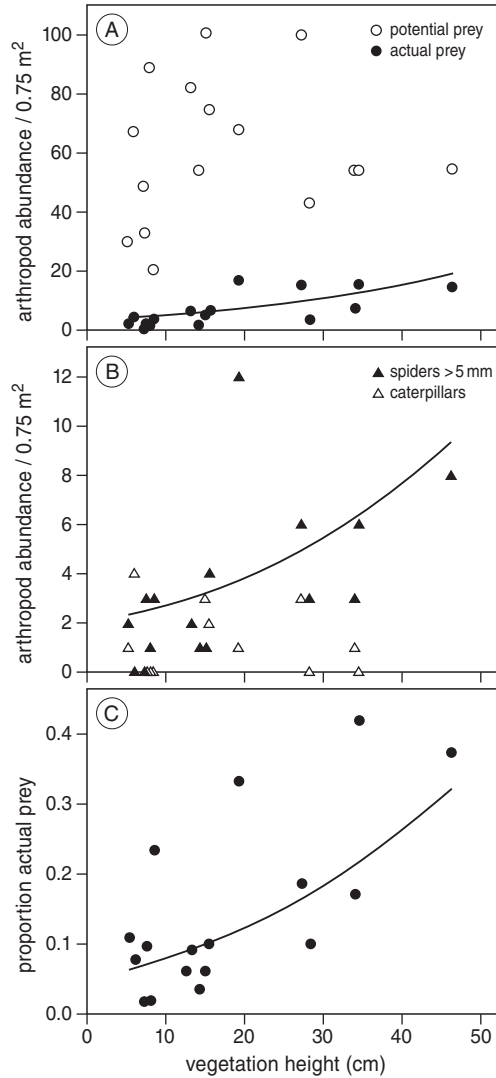 A
potential prey
actual prey
arthropod abundance / 0.75 m²
100
80
60
40
20
0
B
spiders >5 mm
caterpillars
arthropod abundance / 0.75 m²
12
10
8
6
4
2
0
C
proportion actual prey
0.4
0.3
0.2
0.1
0.0
0 10 20 30 40 50
vegetation height (cm)